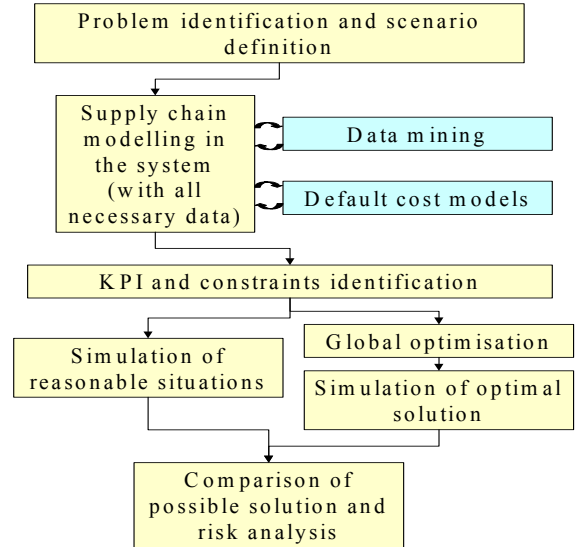 Problem identification and scenario
definition
Supply chain
modelling in
the system
(with all
necessary data)
Data mining
Default cost models
KPI and constraints identification
Simulation of
reasonable situations
Global optimisation
Simulation of optimal
solution
Comparison of
possible solution and
risk analysis